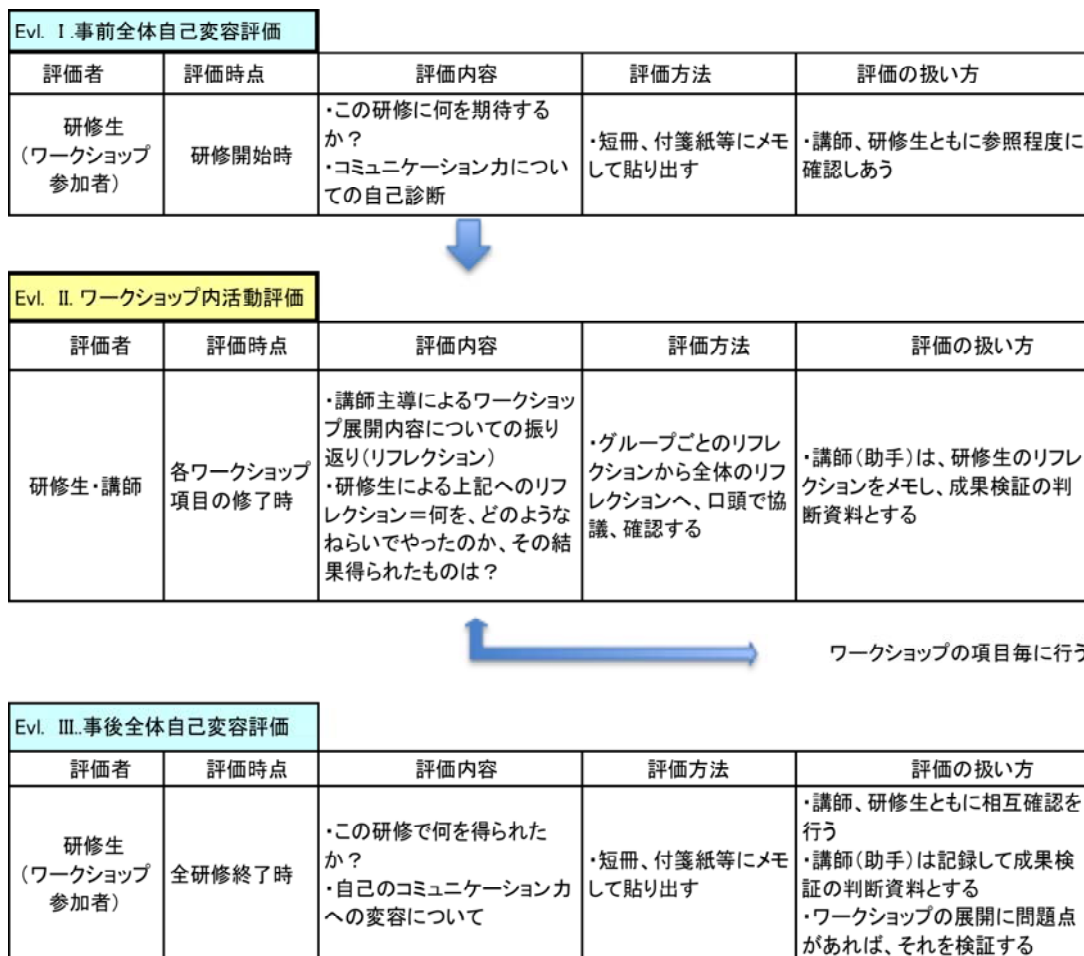 Evl. Ⅰ.事前全体自己変容評価
評価者
評価時点
評価内容
評価方法
評価の扱い方
研修生
(ワークショップ
参加者)
研修開始時
・この研修に何を期待する
か？
・コミュニケーション力につい
ての自己診断
・短冊、付箋紙等にメモ
して貼り出す
・講師、研修生ともに参照程度に
確認しあう
Evl. Ⅱ. ワークショップ内活動評価
評価者
評価時点
評価内容
評価方法
評価の扱い方
研修生・講師
各ワークショップ
項目の修了時
・講師主導によるワークショッ
プ展開内容についての振り
返り(リフレクション)
・研修生による上記へのリフ
レクション＝何を、どのような
ねらいでやったのか、その結
果得られたものは？
・グループごとのリフレ
クションから全体のリフ
レクションへ、口頭で協
議、確認する
・講師(助手)は、研修生のリフレ
クションをメモし、成果検証の判
断資料とする
ワークショップの項目毎に行う
Evl. Ⅲ..事後全体自己変容評価
評価者
評価時点
評価内容
評価方法
評価の扱い方
研修生
(ワークショップ
参加者)
全研修終了時
・この研修で何を得られた
か？
・自己のコミュニケーション力
への変容について
・短冊、付箋紙等にメモ
して貼り出す
・講師、研修生ともに相互確認を
行う
・講師(助手)は記録して成果検
証の判断資料とする
・ワークショップの展開に問題点
があれば、それを検証する